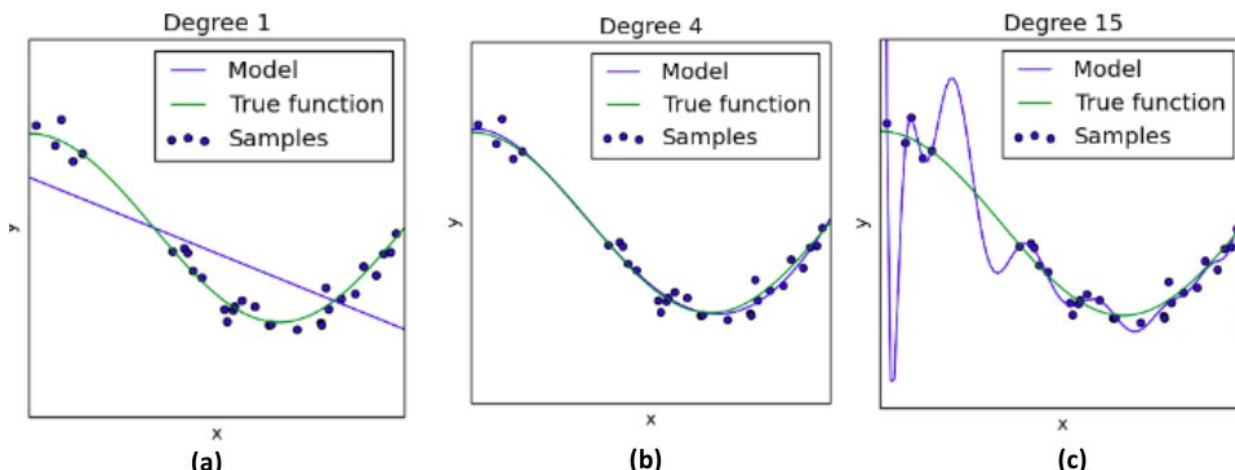 Degree 1
Model
True function
Samples
y
x
(a)
Degree 4
Model
True function
Samples
y
x
(b)
Degree 15
Model
True function
Samples
y
x
(c)